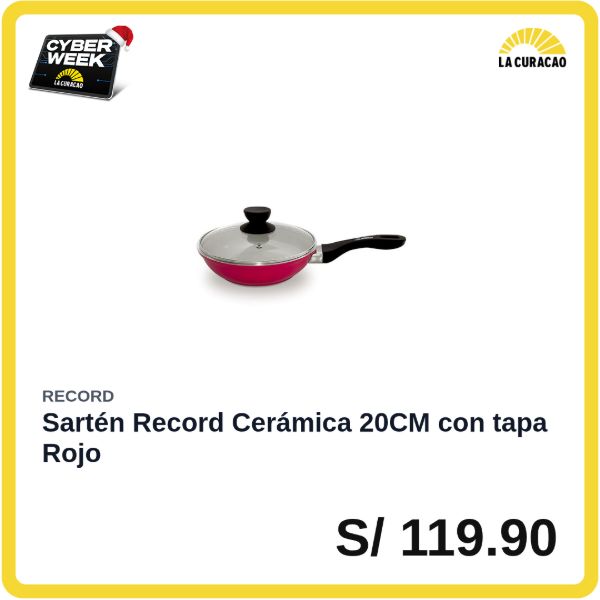 CYBER
WEEK
LA CURACAO
LA CURACAO
RECORD
Sartén Record Cerámica 20CM con tapa
Rojo
S/ 119.90